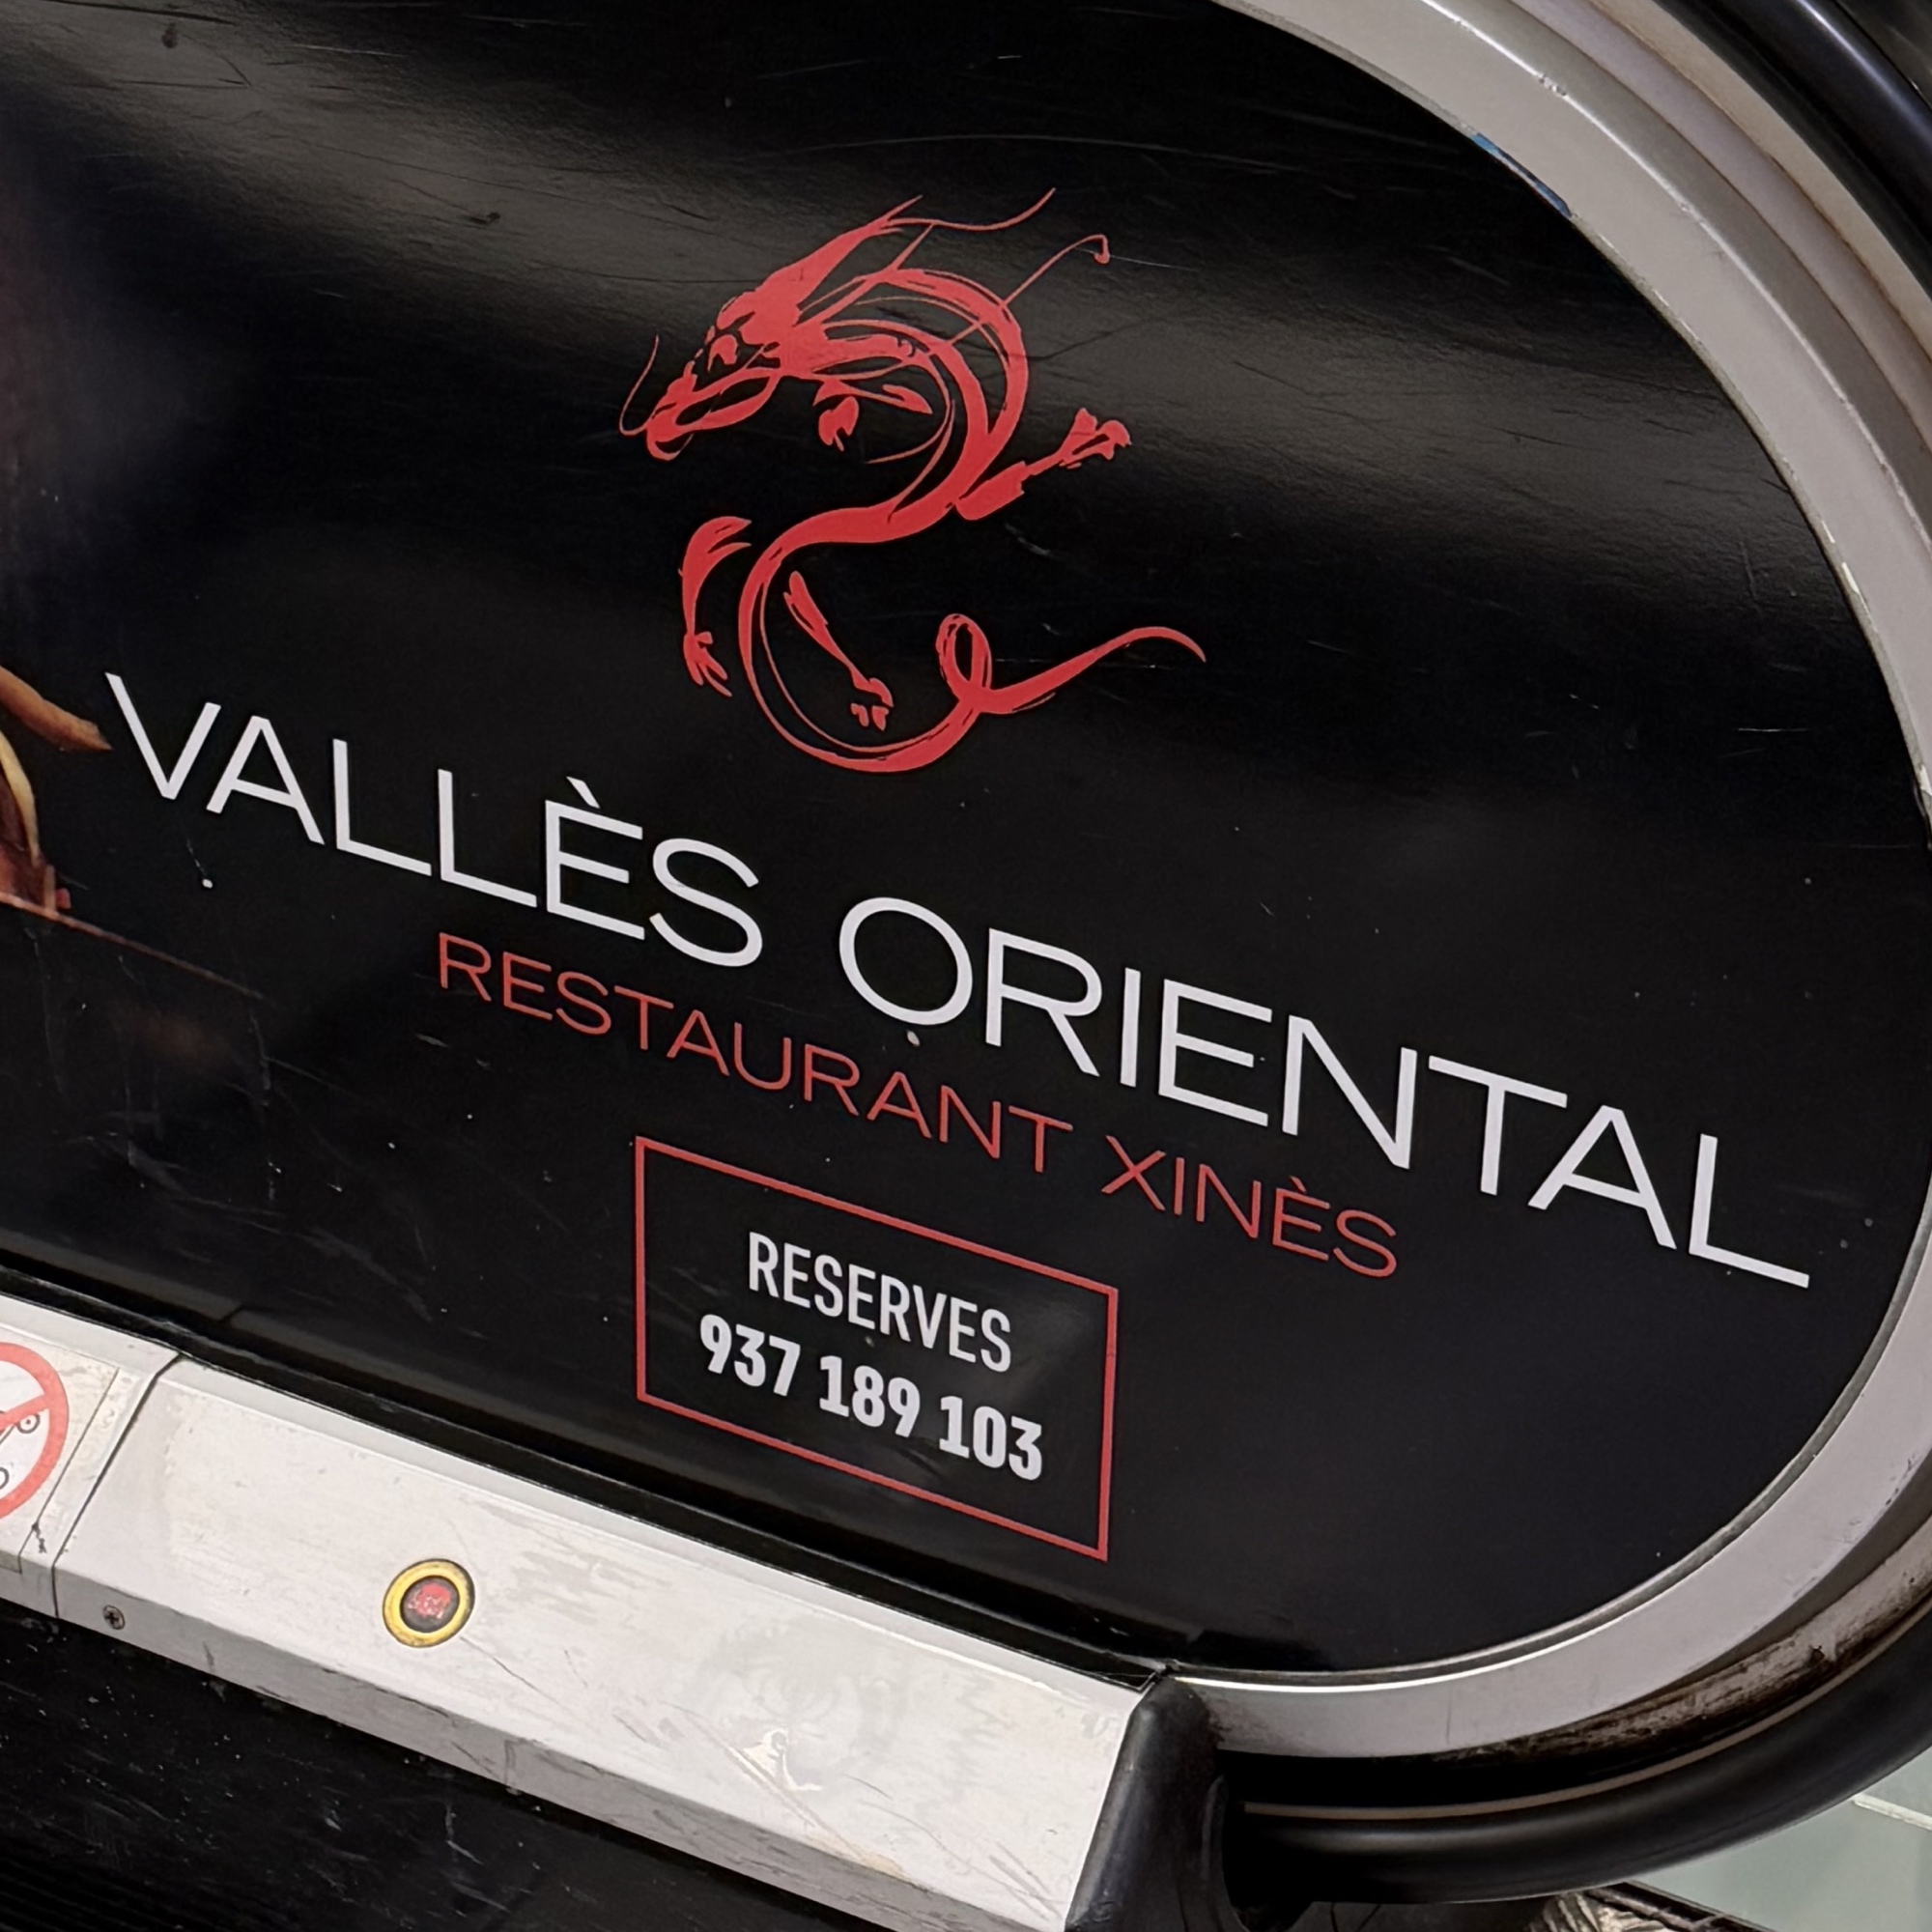 VALLÈS ORIENTAL
RESTAURANT XINÈS
RESERVES
937 189 103